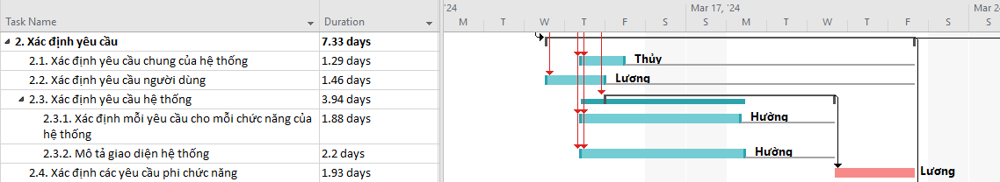 '24 Mar 17, '24 Mar 24
Task Name Duration M T W T F S S M T W T F S S
2. Xác định yêu cầu 7.33 days
2.1. Xác định yêu cầu chung của hệ thống 1.29 days Thủy
2.2. Xác định yêu cầu người dùng 1.46 days Lương
2.3. Xác định yêu cầu hệ thống 3.94 days
2.3.1. Xác định mỗi yêu cầu cho mỗi chức năng của 1.88 days Hường
hệ thống
2.3.2. Mô tả giao diện hệ thống 2.2 days Hường
2.4. Xác định các yêu cầu phi chức năng 1.93 days Lương